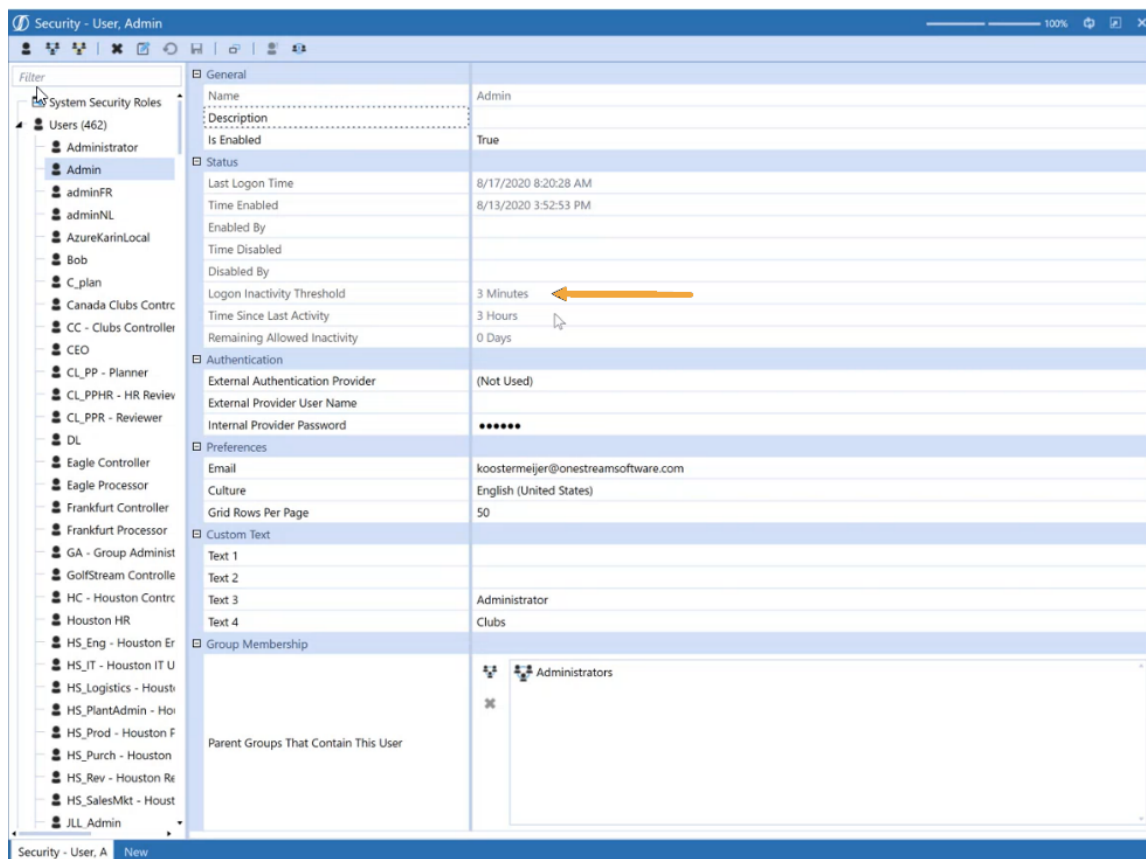 Security - User, Admin
100%
Filter
System Security Roles
Users (462)
Administrator
Admin
adminFR
adminNL
AzureKarinLocal
Bob
C_plan
Canada Clubs Contrc
CC - Clubs Controller
CEO
CL_PP - Planner
CL_PPHR - HR Review
CL_PPR - Reviewer
DL
Eagle Controller
Eagle Processor
Frankfurt Controller
Frankfurt Processor
GA - Group Administ
GolfStream Controlle
HC - Houston Contrc
Houston HR
HS_Eng - Houston Er
HS_IT - Houston IT U
HS_Logistics - Houst
HS_PlantAdmin - Hou
HS_Prod - Houston P
HS_Purch - Houston
HS_Rev - Houston Re
HS_SalesMkt - Houst
JLL_Admin
General
Name Admin
Description
Is Enabled True
Status
Last Logon Time 8/17/2020 8:20:28 AM
Time Enabled 8/13/2020 3:52:53 PM
Enabled By
Time Disabled
Disabled By
Logon Inactivity Threshold 3 Minutes
Time Since Last Activity 3 Hours
Remaining Allowed Inactivity 0 Days
Authentication
External Authentication Provider (Not Used)
External Provider User Name
Internal Provider Password ●●●●●●
Preferences
Email koostermeijer@onestreamsoftware.com
Culture English (United States)
Grid Rows Per Page 50
Custom Text
Text 1
Text 2
Text 3 Administrator
Text 4 Clubs
Group Membership
Administrators
Parent Groups That Contain This User
Security - User, A New